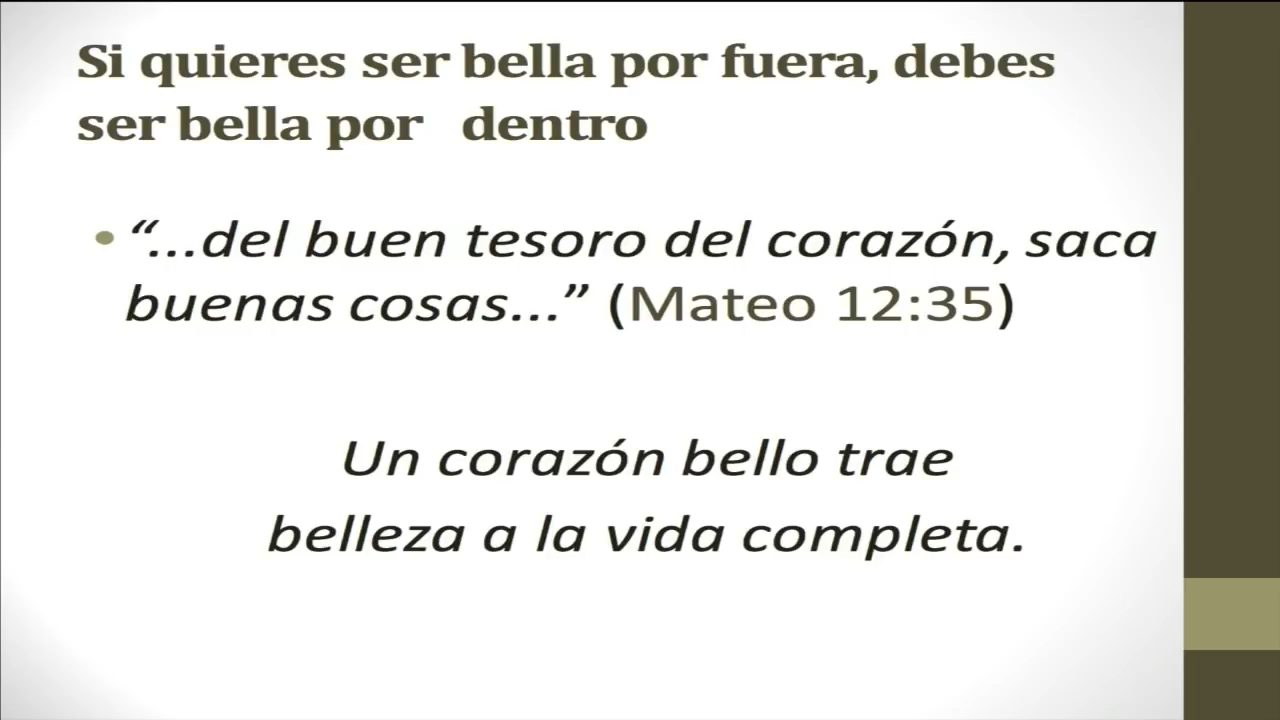 Si quieres ser bella por fuera, debes
ser bella por dentro
• “...del buen tesoro del corazón, saca
buenas cosas...” (Mateo 12:35)
Un corazón bello trae
belleza a la vida completa.